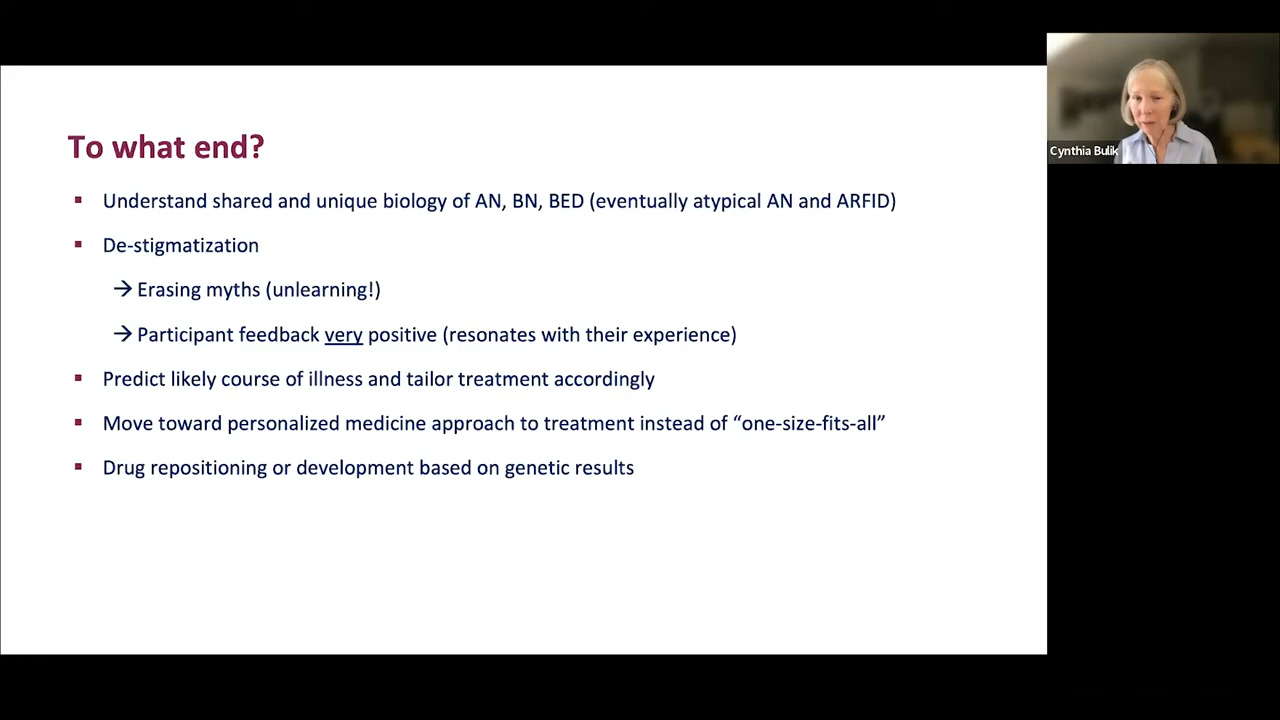 To what end?
▪ Understand shared and unique biology of AN, BN, BED (eventually atypical AN and ARFID)
▪ De-stigmatization
→ Erasing myths (unlearning!)
→ Participant feedback very positive (resonates with their experience)
▪ Predict likely course of illness and tailor treatment accordingly
▪ Move toward personalized medicine approach to treatment instead of “one-size-fits-all”
▪ Drug repositioning or development based on genetic results
Cynthia Bulik